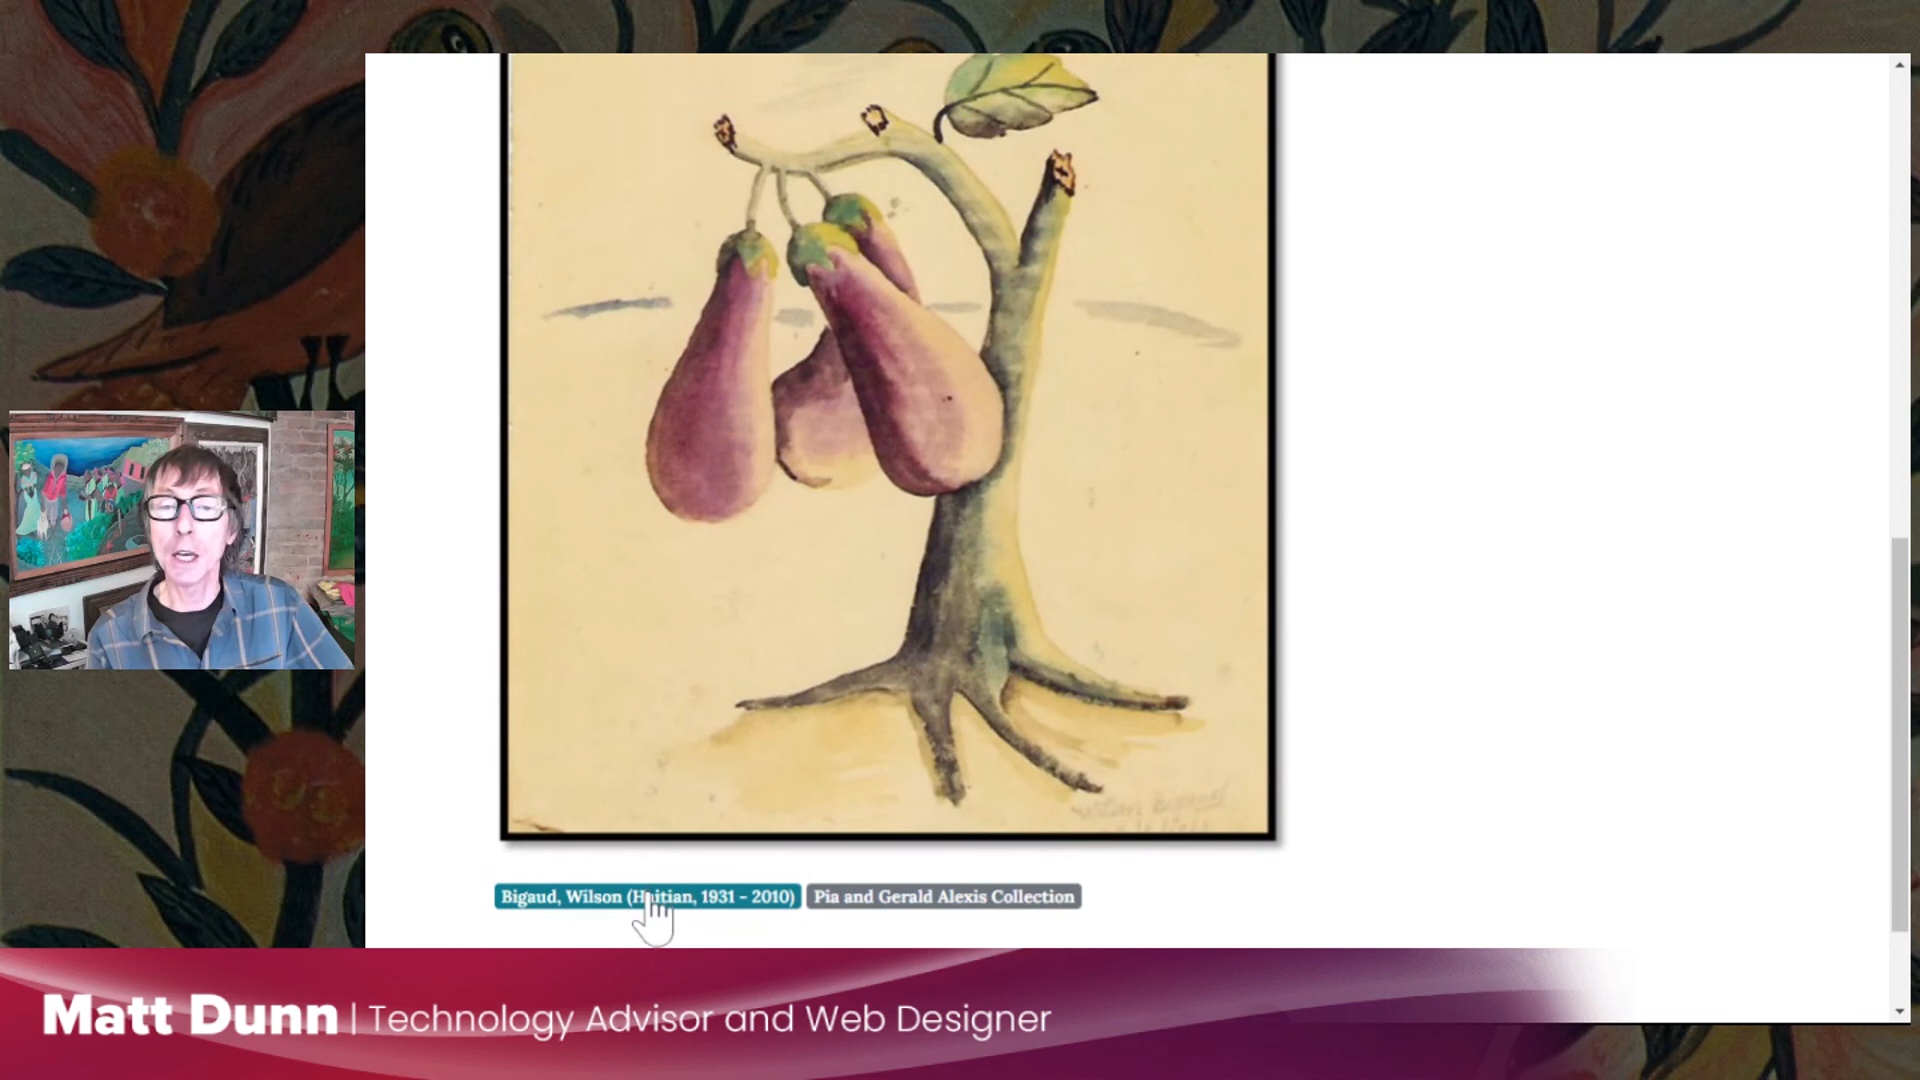 Bigaud, Wilson (Haitian, 1931 - 2010) Pia and Gerald Alexis Collection
Matt Dunn | Technology Advisor and Web Designer